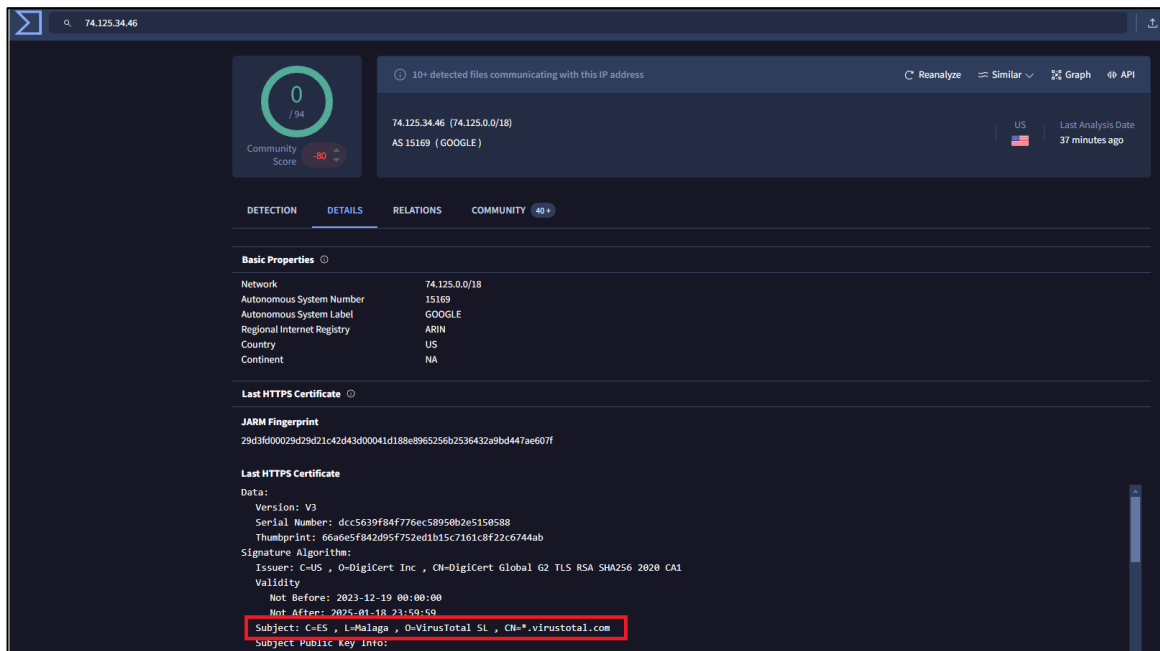 74.125.34.46
0
/ 94
Community
Score
-80
10+ detected files communicating with this IP address
Reanalyze
Similar
Graph
API
74.125.34.46 (74.125.0.0/18)
AS 15169 ( GOOGLE )
US
Last Analysis Date
37 minutes ago
DETECTION
DETAILS
RELATIONS
COMMUNITY
40 +
Basic Properties
Network 74.125.0.0/18
Autonomous System Number 15169
Autonomous System Label GOOGLE
Regional Internet Registry ARIN
Country US
Continent NA
Last HTTPS Certificate
JARM Fingerprint
29d3fd00029d29d21c42d43d00041d188e8965256b2536432a9bd447ae607f
Last HTTPS Certificate
Data:
Version: V3
Serial Number: dcc5639f84f776ec58950b2e5150588
Thumbprint: 66a6e5f842d95f752ed1b15c7161c8f22c6744ab
Signature Algorithm:
Issuer: C=US , O=DigiCert Inc , CN=DigiCert Global G2 TLS RSA SHA256 2020 CA1
Validity
Not Before: 2023-12-19 00:00:00
Not After: 2025-01-18 23:59:59
Subject: C=ES , L=Malaga , O=VirusTotal SL , CN=*.virustotal.com
Subject Public Key Info: